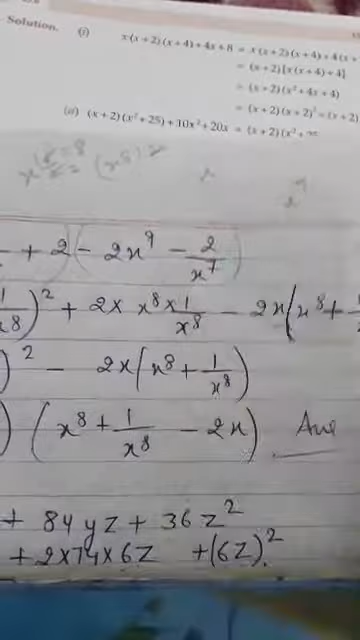 Solution. (i) x(x+2)(x+4)+4x+8 = x(x+2)(x+4)+4(x+
= (x+2)[x(x+4)+4]
= (x+2)(x²+4x+4)
= (x+2)(x+2)² = (x+2)
(ii) (x+2)(x²+25)+10x²+20x = (x+2)(x²+25
+ 2 - 2x⁹ - 2/x⁷
1/x⁸)² + 2× x⁸ × 1/x⁸ - 2x(x⁸ +
)² - 2x(x⁸ + 1/x⁸)
) (x⁸ + 1/x⁸ - 2x). Ans
+ 84yz + 36z²
+ 2×7y×6z + (6z)².